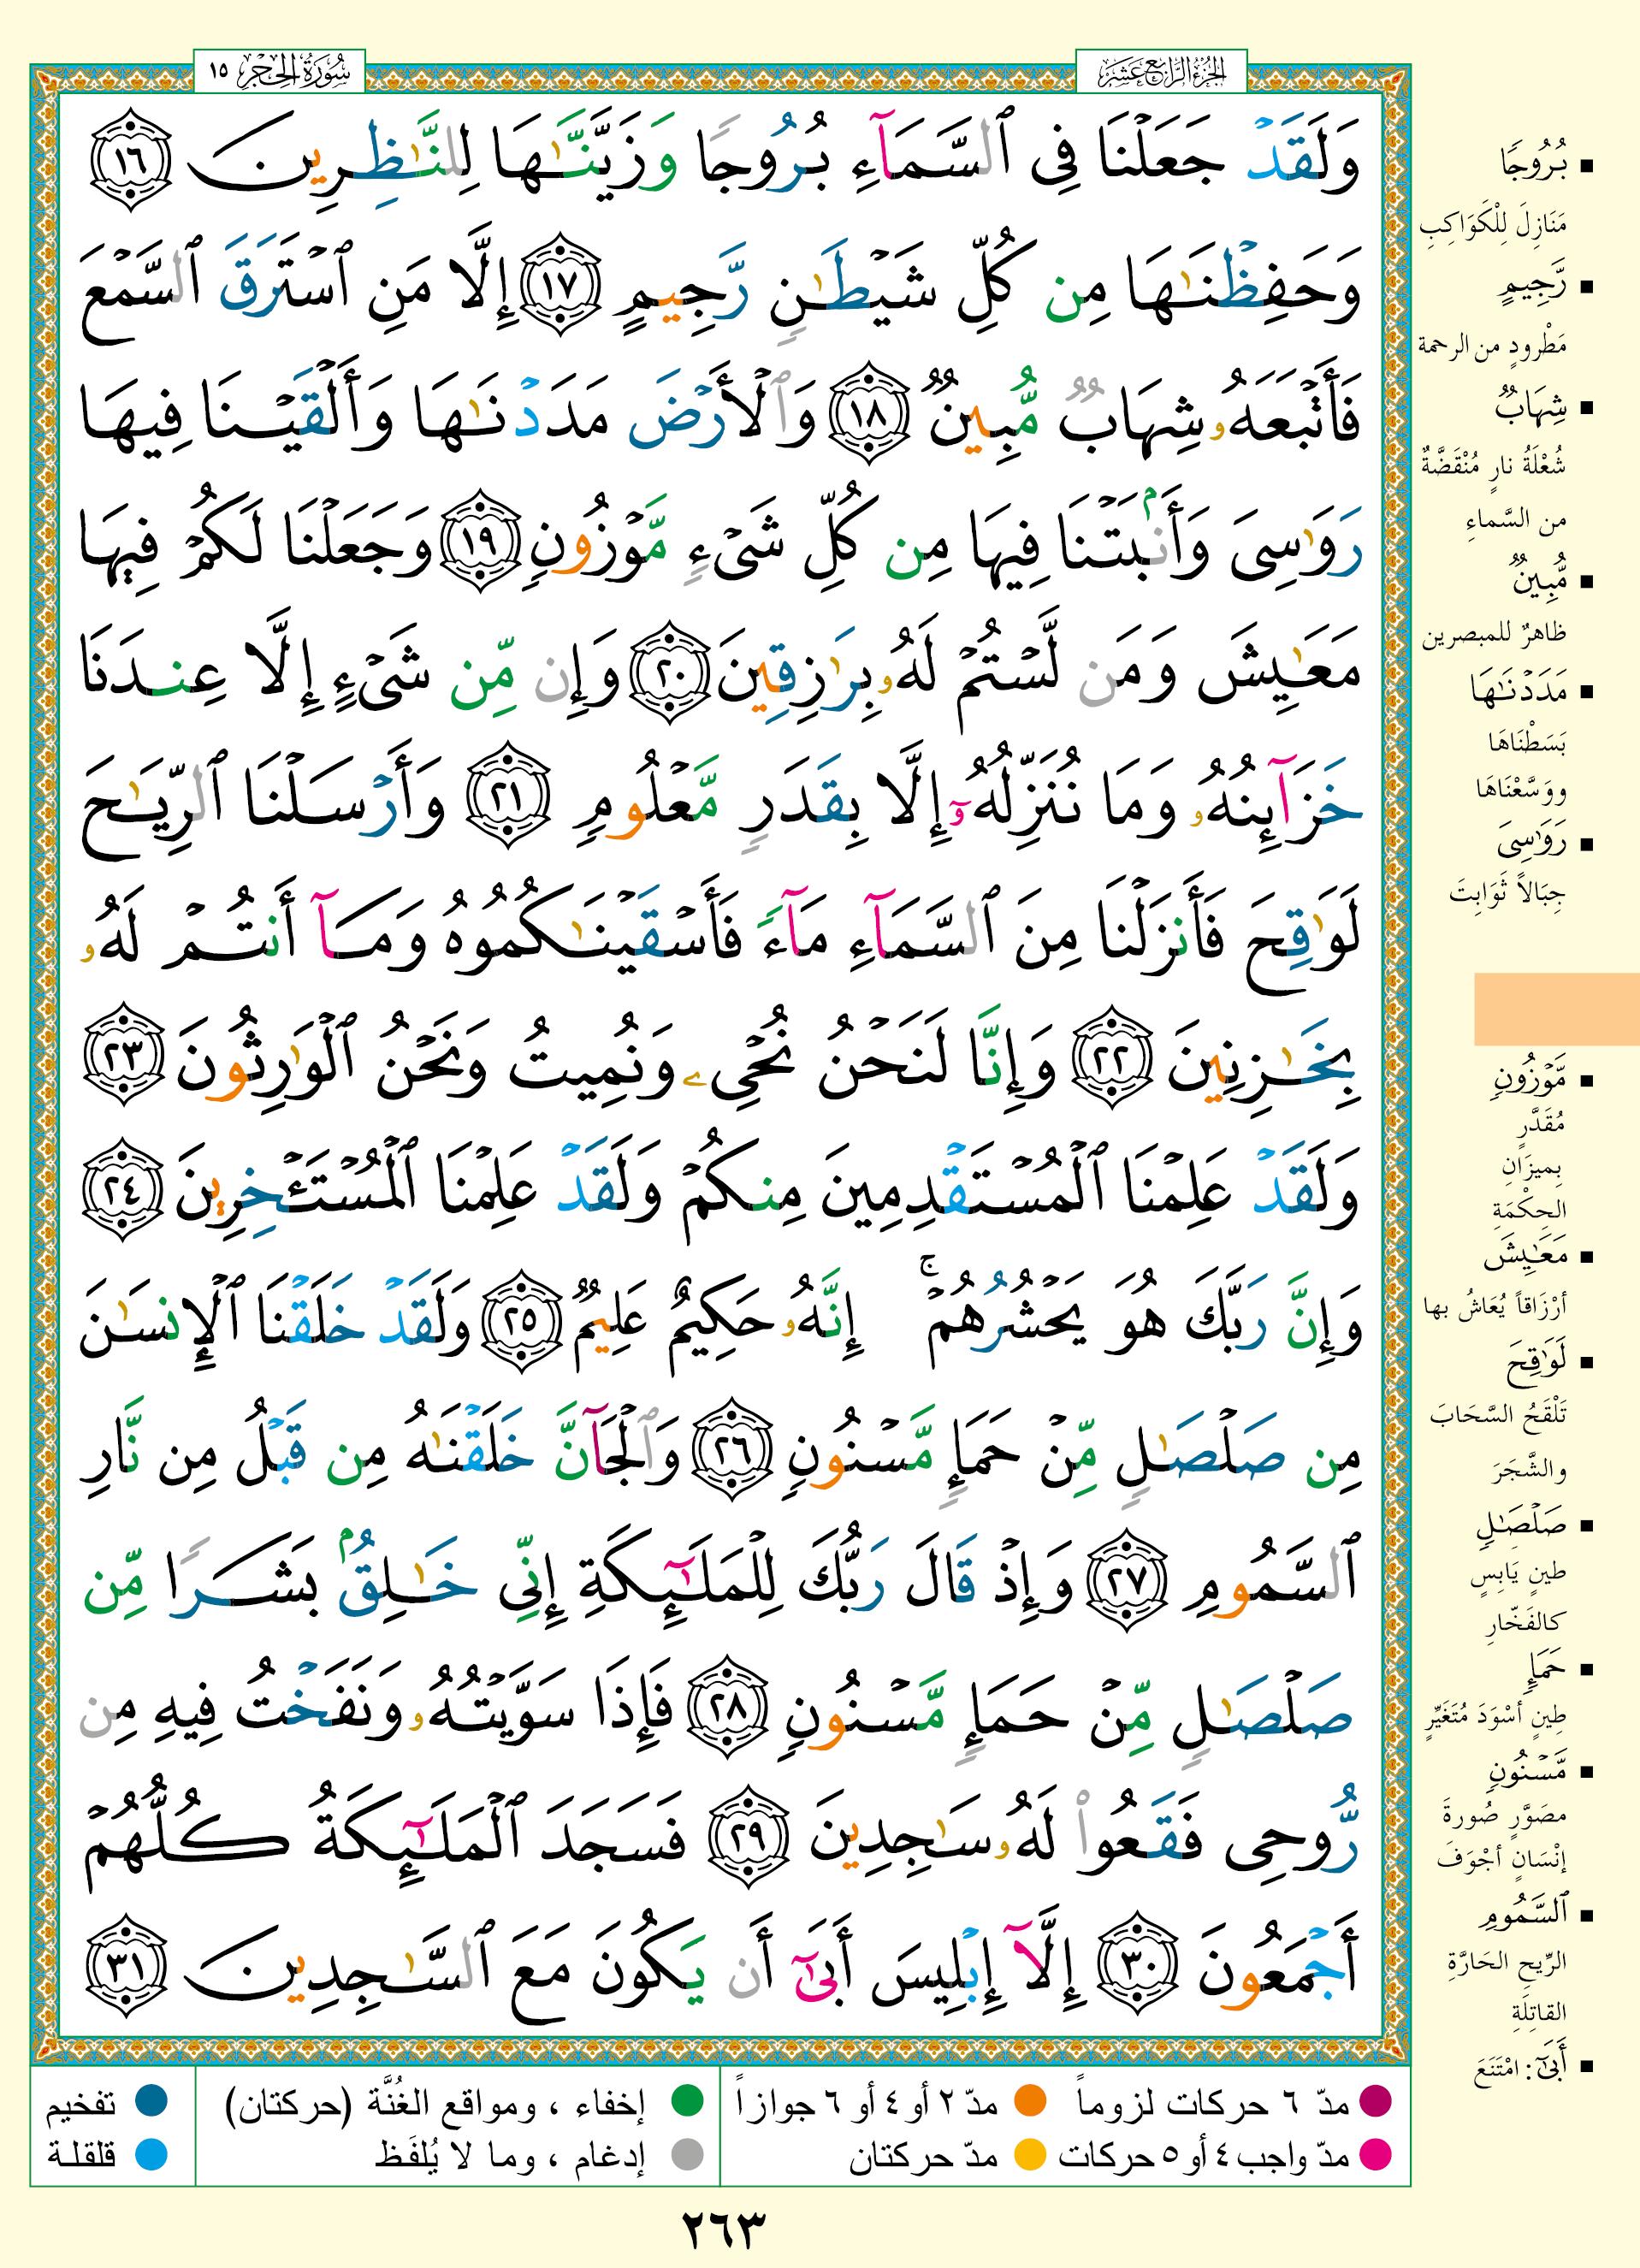 الجزء الرابع عشر
سورة الحجر ١٥
وَلَقَدْ جَعَلْنَا فِى ٱلسَّمَآءِ بُرُوجًا وَزَيَّنَّٰهَا لِلنَّٰظِرِينَ ١٦
وَحَفِظْنَٰهَا مِن كُلِّ شَيْطَٰنٍ رَّجِيمٍ ١٧ إِلَّا مَنِ ٱسْتَرَقَ ٱلسَّمْعَ
فَأَتْبَعَهُۥ شِهَابٌ مُّبِينٌ ١٨ وَٱلْأَرْضَ مَدَدْنَٰهَا وَأَلْقَيْنَا فِيهَا
رَوَٰسِىَ وَأَنۢبَتْنَا فِيهَا مِن كُلِّ شَىْءٍ مَّوْزُونٍ ١٩ وَجَعَلْنَا لَكُمْ فِيهَا
مَعَٰيِشَ وَمَن لَّسْتُمْ لَهُۥ بِرَٰزِقِينَ ٢٠ وَإِن مِّن شَىْءٍ إِلَّا عِندَنَا
خَزَآئِنُهُۥ وَمَا نُنَزِّلُهُۥٓ إِلَّا بِقَدَرٍ مَّعْلُومٍ ٢١ وَأَرْسَلْنَا ٱلرِّيَٰحَ
لَوَٰقِحَ فَأَنزَلْنَا مِنَ ٱلسَّمَآءِ مَآءً فَأَسْقَيْنَٰكُمُوهُ وَمَآ أَنتُمْ لَهُۥ
بِخَٰزِنِينَ ٢٢ وَإِنَّا لَنَحْنُ نُحْىِۦ وَنُمِيتُ وَنَحْنُ ٱلْوَٰرِثُونَ ٢٣
وَلَقَدْ عَلِمْنَا ٱلْمُسْتَقْدِمِينَ مِنكُمْ وَلَقَدْ عَلِمْنَا ٱلْمُسْتَـْٔخِرِينَ ٢٤
وَإِنَّ رَبَّكَ هُوَ يَحْشُرُهُمْ ۚ إِنَّهُۥ حَكِيمٌ عَلِيمٌ ٢٥ وَلَقَدْ خَلَقْنَا ٱلْإِنسَٰنَ
مِن صَلْصَٰلٍ مِّنْ حَمَإٍ مَّسْنُونٍ ٢٦ وَٱلْجَآنَّ خَلَقْنَٰهُ مِن قَبْلُ مِن نَّارِ
ٱلسَّمُومِ ٢٧ وَإِذْ قَالَ رَبُّكَ لِلْمَلَٰٓئِكَةِ إِنِّى خَٰلِقٌۢ بَشَرًا مِّن
صَلْصَٰلٍ مِّنْ حَمَإٍ مَّسْنُونٍ ٢٨ فَإِذَا سَوَّيْتُهُۥ وَنَفَخْتُ فِيهِ مِن
رُّوحِى فَقَعُوا۟ لَهُۥ سَٰجِدِينَ ٢٩ فَسَجَدَ ٱلْمَلَٰٓئِكَةُ كُلُّهُمْ
أَجْمَعُونَ ٣٠ إِلَّآ إِبْلِيسَ أَبَىٰٓ أَن يَكُونَ مَعَ ٱلسَّٰجِدِينَ ٣١
▪ بُرُوجًا
مَنَازِلَ لِلْكَوَاكِبِ
▪ رَّجِيمٍ
مَطْرودٍ من الرحمة
▪ شِهَابٌ
شُعْلَةُ نارٍ مُنْقَضَّةٌ
من السَّماءِ
▪ مُّبِينٌ
ظاهرٌ للمبصرين
▪ مَدَدْنَٰهَا
بَسَطْنَاهَا
ووَسَّعْنَاهَا
▪ رَوَٰسِىَ
جِبَالاً ثَوَابِتَ
▪ مَّوْزُونٍ
مُقَدَّرٍ
بِميزَانِ
الحِكْمَةِ
▪ مَعَٰيِشَ
أرْزَاقاً يُعَاشُ بها
▪ لَوَٰقِحَ
تَلْقَحُ السَّحَابَ
والشَّجَرَ
▪ صَلْصَٰلٍ
طينٍ يَابِسٍ
كالفَخّارِ
▪ حَمَإٍ
طِينٍ أسْوَدَ مُتَغَيِّرٍ
▪ مَّسْنُونٍ
مصَوَّرٍ صُورةَ
إنْسَانٍ أجْوَفَ
▪ ٱلسَّمُومِ
الرِّيحِ الحَارَّةِ
القاتِلَةِ
▪ أَبَىٰٓ : امْتَنَعَ
مدّ ٦ حركات لزوماً
مدّ ٢ أو ٤ أو ٦ جوازاً
إخفاء ، ومواقع الغُنَّة (حركتان)
تفخيم
مدّ واجب ٤ أو ٥ حركات
مدّ حركتان
إدغام ، وما لا يُلفَظ
قلقلة
٢٦٣